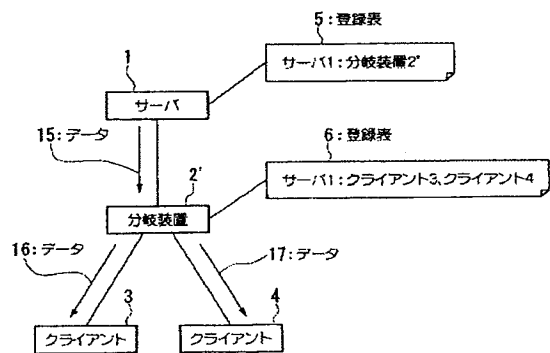 5:登録表
サーバ1:分岐装置2'
1
サーバ
15:データ
6:登録表
サーバ1:クライアント3、クライアント4
2'
分岐装置
16:データ
17:データ
3
クライアント
4
クライアント